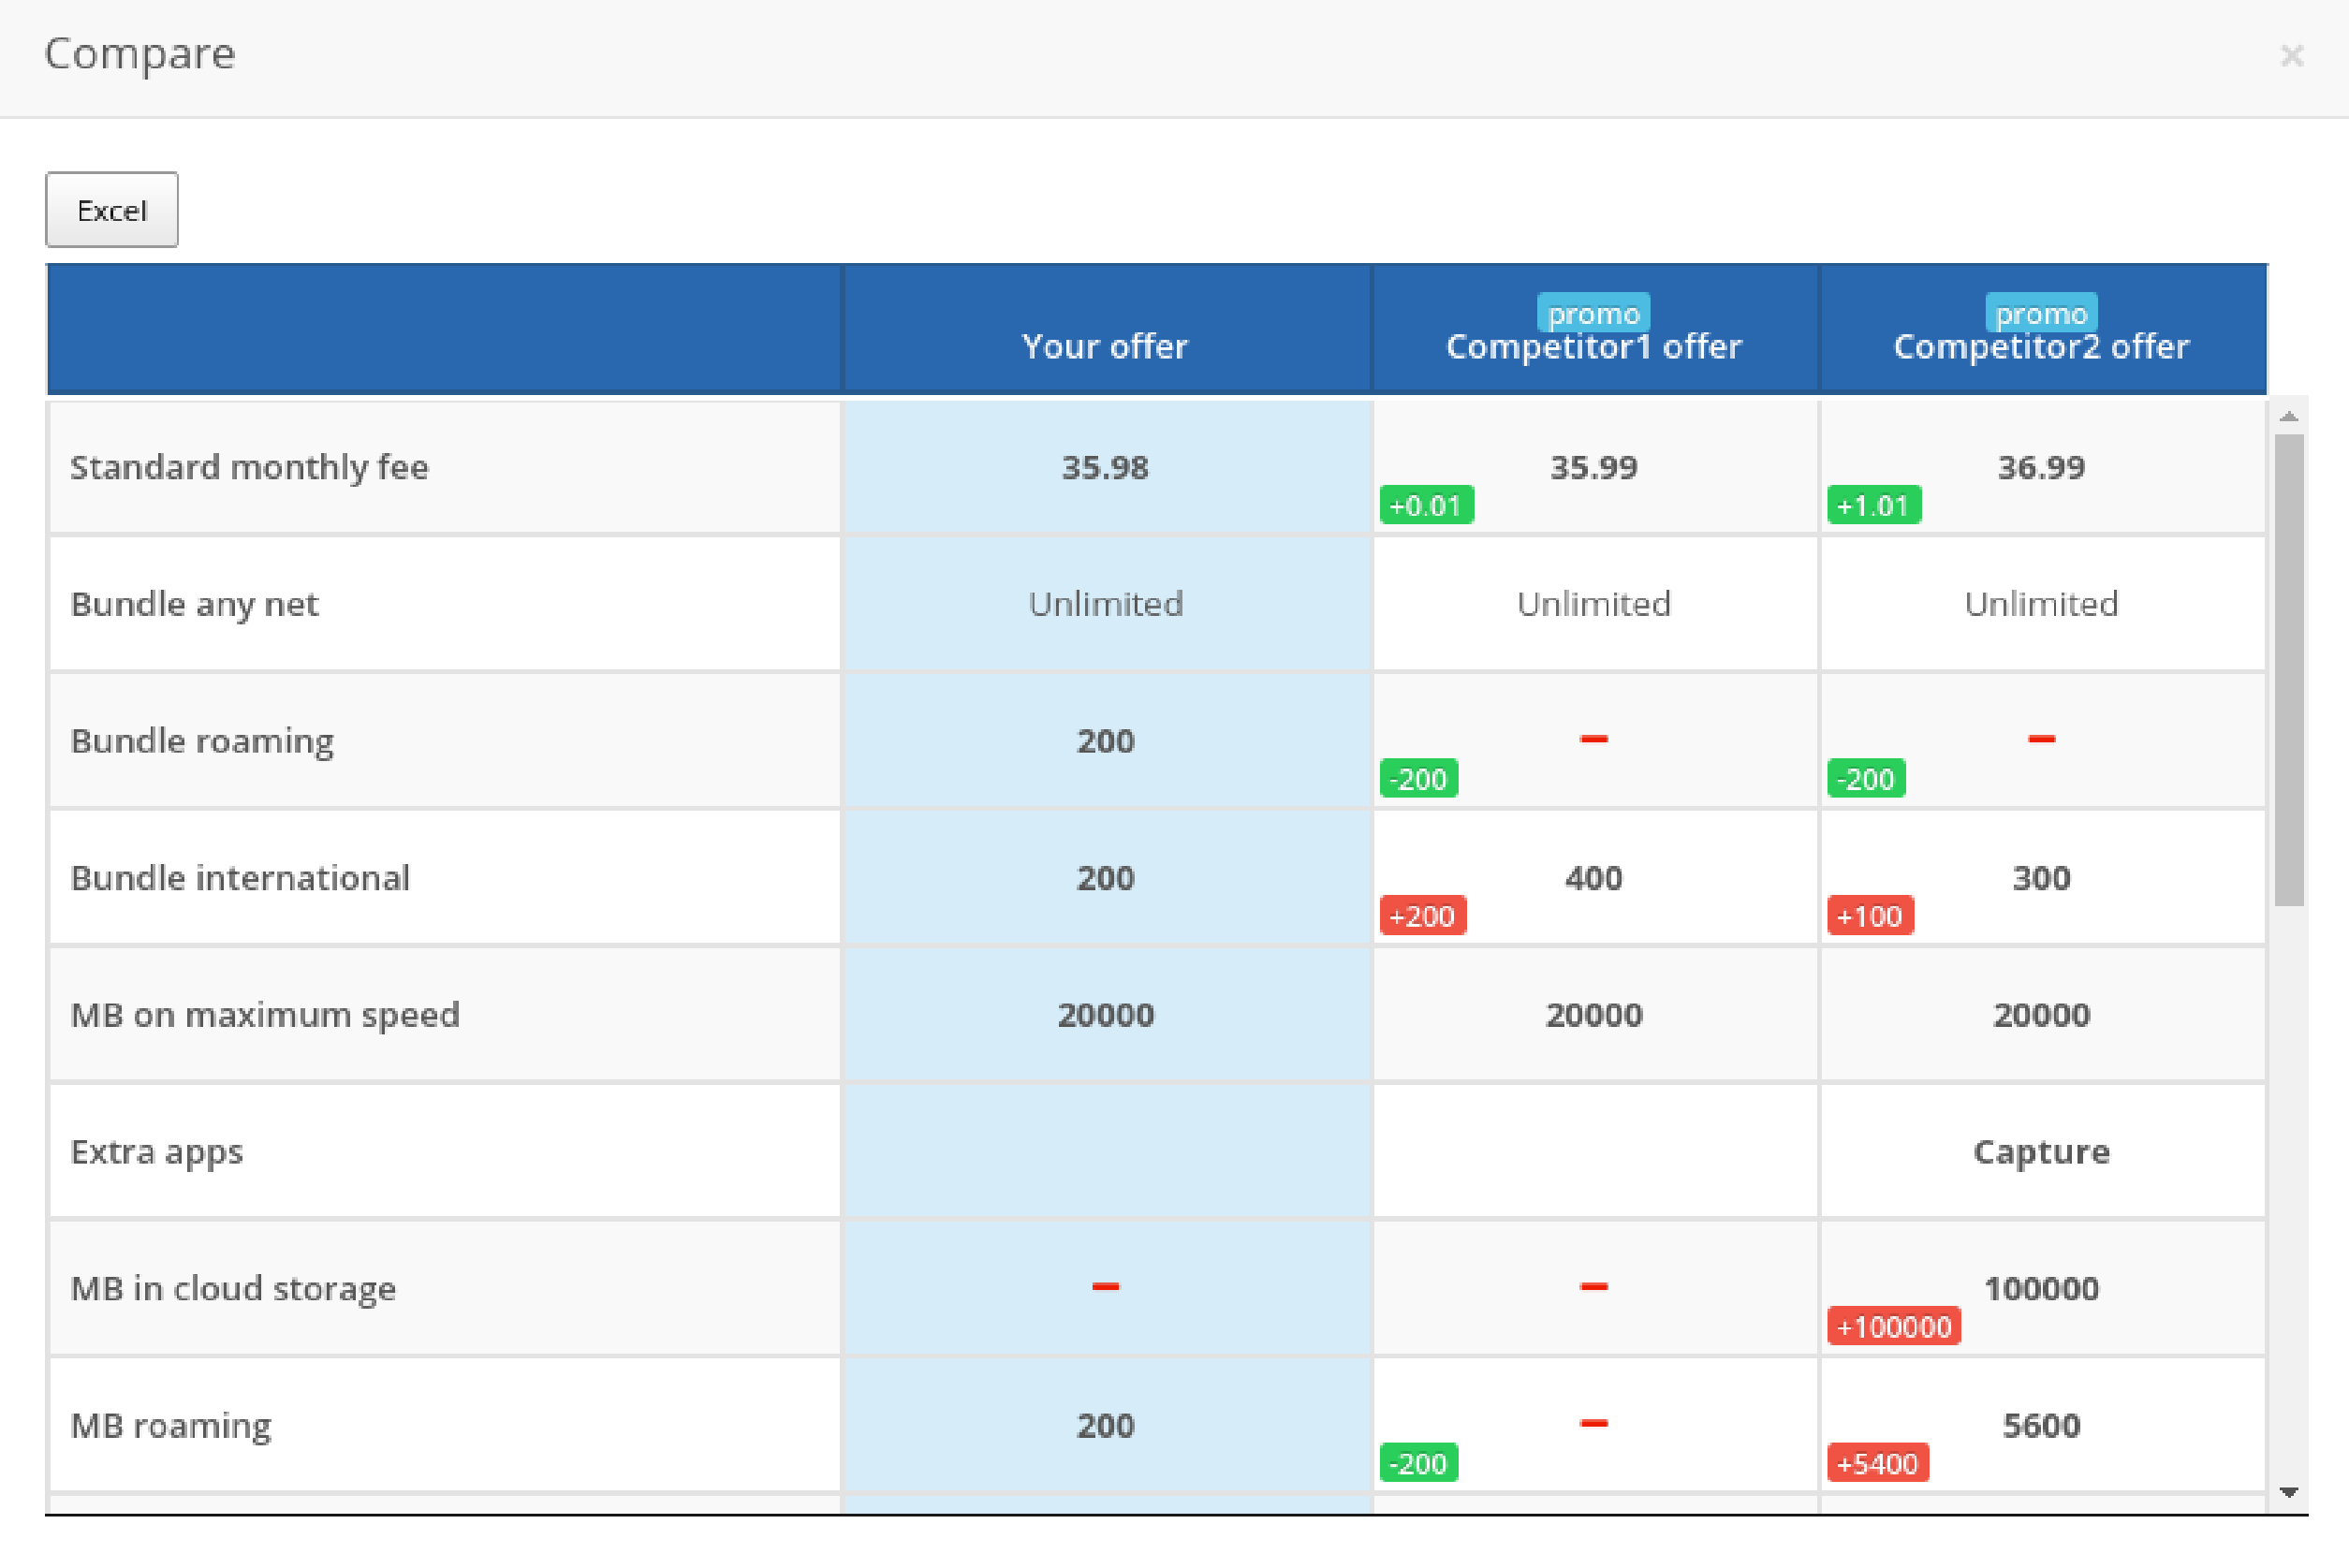 Compare
×
Excel
promo promo
Your offer Competitor1 offer Competitor2 offer
Standard monthly fee 35.98 35.99 36.99
+0.01 +1.01
Bundle any net Unlimited Unlimited Unlimited
Bundle roaming 200 – –
-200 -200
Bundle international 200 400 300
+200 +100
MB on maximum speed 20000 20000 20000
Extra apps Capture
MB in cloud storage – – 100000
+100000
MB roaming 200 – 5600
-200 +5400